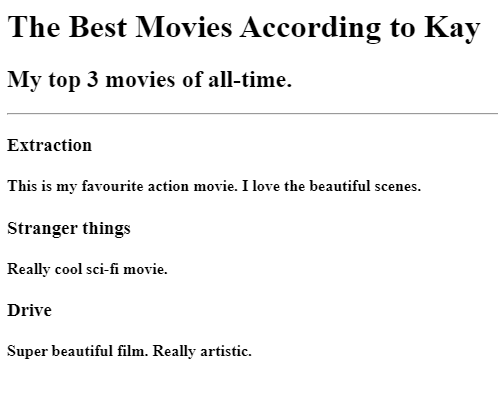 The Best Movies According to Kay
My top 3 movies of all-time.
Extraction
This is my favourite action movie. I love the beautiful scenes.
Stranger things
Really cool sci-fi movie.
Drive
Super beautiful film. Really artistic.